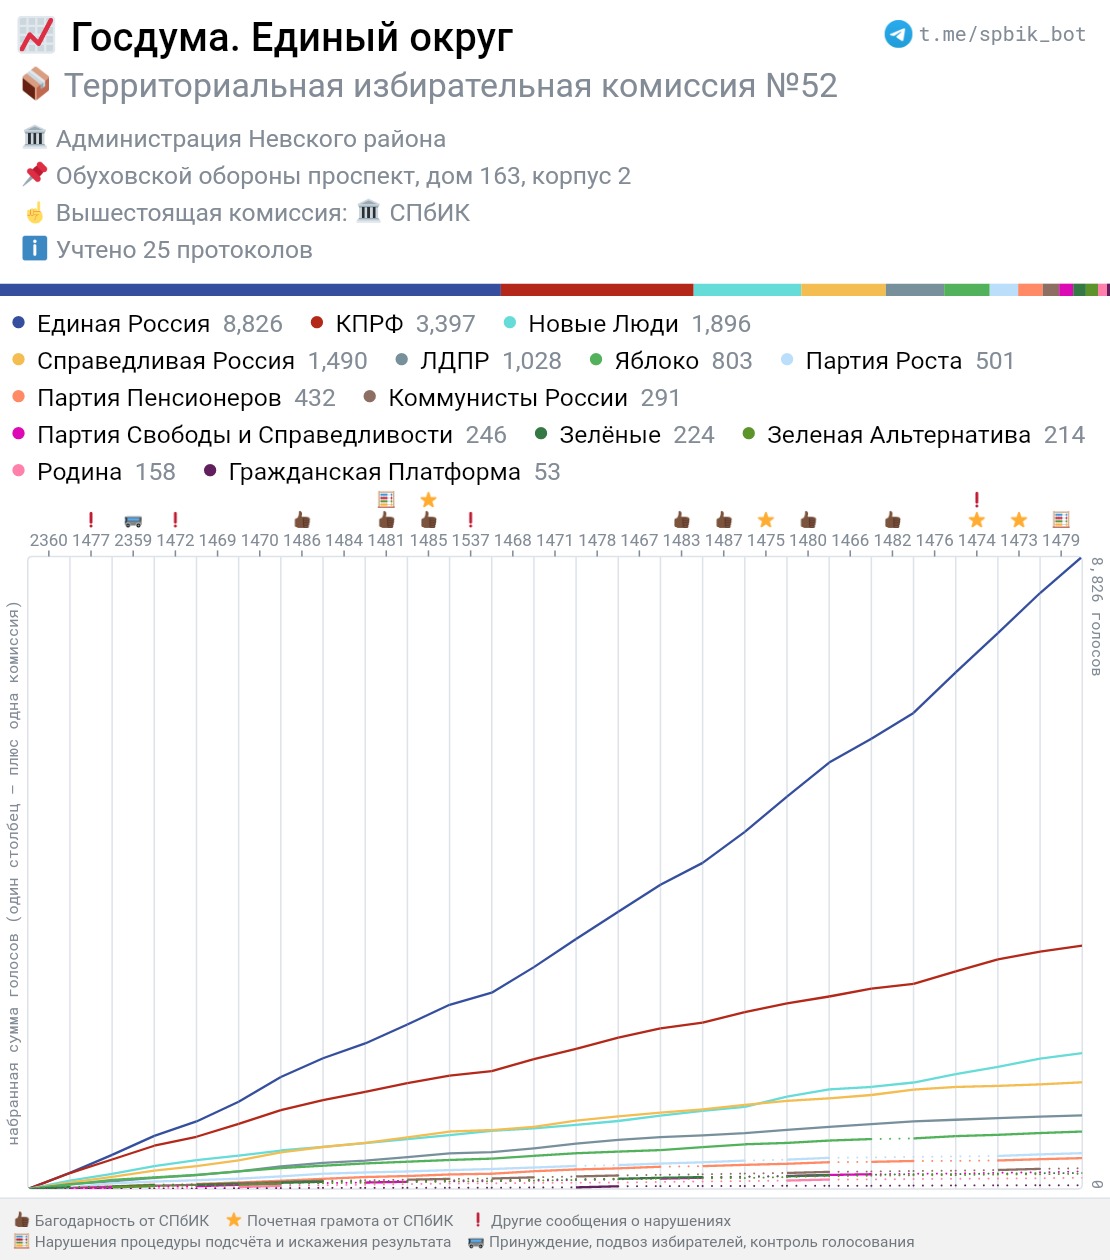 Госдума. Единый округ
t.me/spbik_bot
Территориальная избирательная комиссия №52
Администрация Невского района
Обуховской обороны проспект, дом 163, корпус 2
Вышестоящая комиссия: СПбИК
Учтено 25 протоколов
Единая Россия 8,826 КПРФ 3,397 Новые Люди 1,896
Справедливая Россия 1,490 ЛДПР 1,028 Яблоко 803 Партия Роста 501
Партия Пенсионеров 432 Коммунисты России 291
Партия Свободы и Справедливости 246 Зелёные 224 Зеленая Альтернатива 214
Родина 158 Гражданская Платформа 53
2360 1477 2359 1472 1469 1470 1486 1484 1481 1485 1537 1468 1471 1478 1467 1483 1487 1475 1480 1466 1482 1476 1474 1473 1479
набранная сумма голосов (один столбец — плюс одна комиссия)
8,826 голосов
0
Багодарность от СПбИК Почетная грамота от СПбИК Другие сообщения о нарушениях
Нарушения процедуры подсчёта и искажения результата Принуждение, подвоз избирателей, контроль голосования